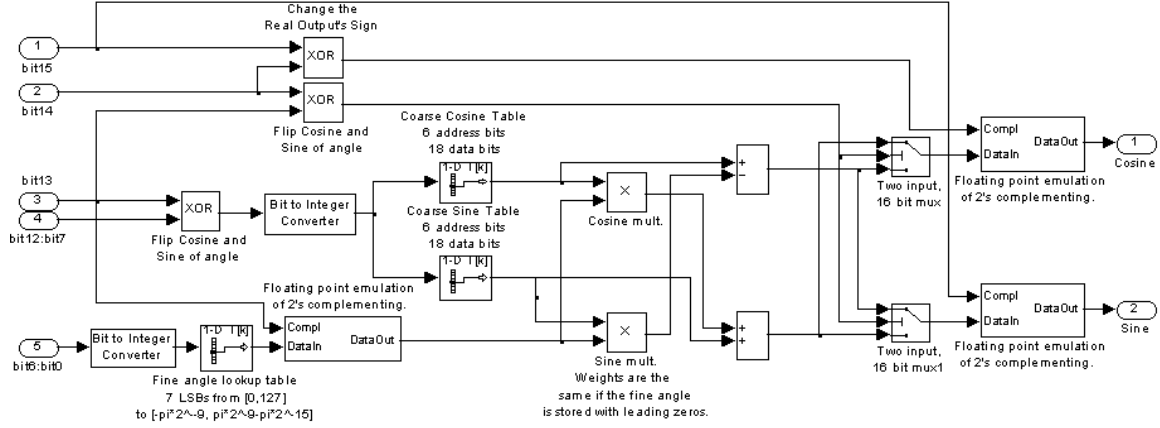 Change the
Real Output's Sign
1
bit15
XOR
2
bit14
XOR
Flip Cosine and
Sine of angle
Coarse Cosine Table
6 address bits
18 data bits
1-D T[k]
bit13
3
4
bit12:bit7
XOR
Flip Cosine and
Sine of angle
Bit to Integer
Converter
Coarse Sine Table
6 address bits
18 data bits
1-D T[k]
×
Cosine mult.
+
−
Two input,
16 bit mux
Compl
DataIn
DataOut
Floating point emulation
of 2's complementing.
1
Cosine
Floating point emulation
of 2's complementing.
Compl
DataIn
DataOut
5
bit6:bit0
Bit to Integer
Converter
1-D T[k]
Fine angle lookup table
7 LSBs from [0,127]
to [-pi*2^-9, pi*2^9-pi*2^-15]
×
Sine mult.
Weights are the
same if the fine angle
is stored with leading zeros.
+
+
Two input,
16 bit mux1
Compl
DataIn
DataOut
Floating point emulation
of 2's complementing.
2
Sine